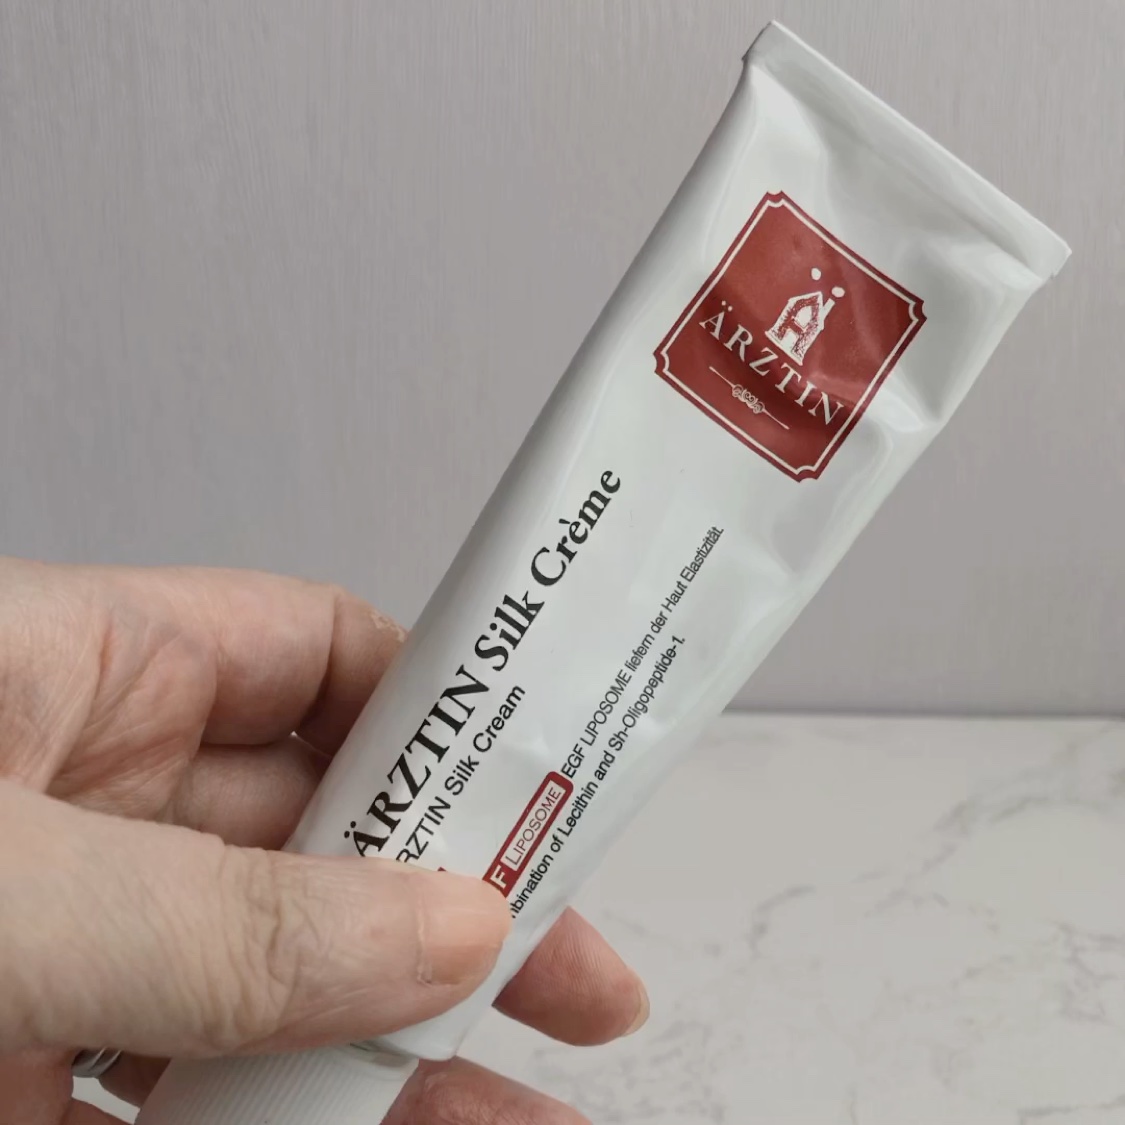 ÄRZTIN
ÄRZTIN Silk Crème
RZTIN Silk Cream
F LIPOSOME EGF LIPOSOME liefern der Haut Elastizität.
bination of Lecithin and Sh-Oligopeptide-1.